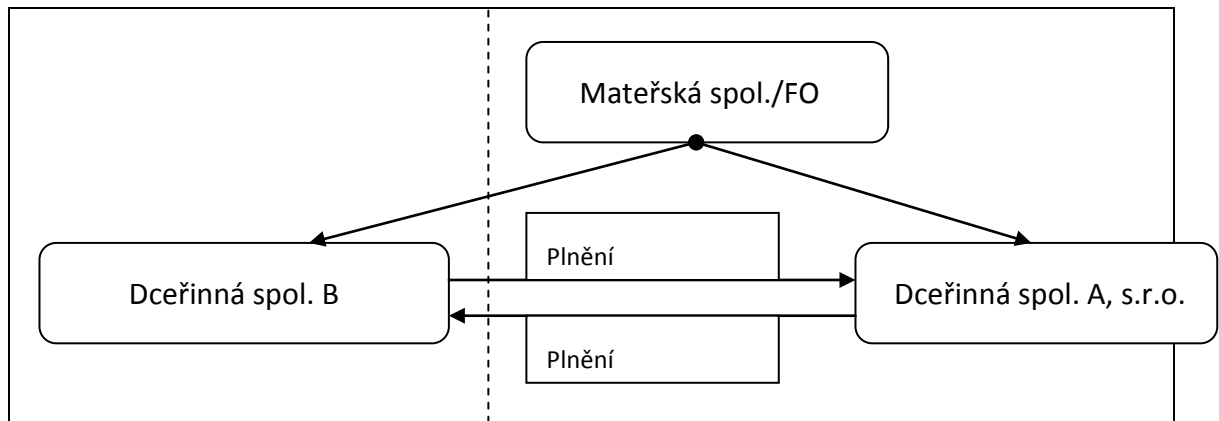 Mateřská spol./FO
Plnění
Dceřinná spol. B
Dceřinná spol. A, s.r.o.
Plnění